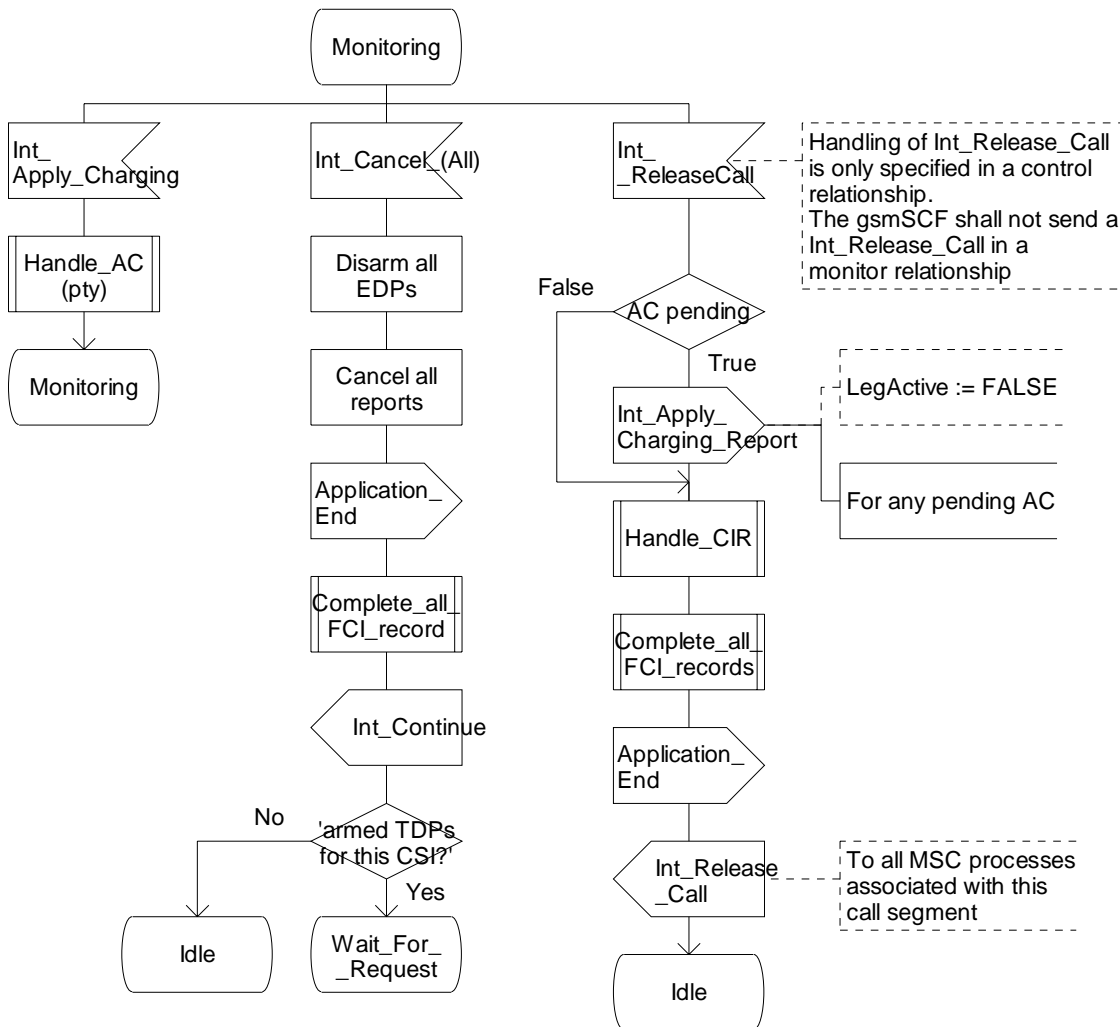 Monitoring
Int_
Apply_Charging
Handle_AC
(pty)
Monitoring
Int_Cancel_(All)
Disarm all
EDPs
Cancel all
reports
Application_
End
Complete_all_
FCI_record
Int_Continue
'armed TDPs
for this CSI?'
No
Yes
Idle
Wait_For_
_Request
Int_
_ReleaseCall
Handling of Int_Release_Call
is only specified in a control
relationship.
The gsmSCF shall not send a
Int_Release_Call in a
monitor relationship
AC pending
False
True
Int_Apply_
Charging_Report
LegActive := FALSE
For any pending AC
Handle_CIR
Complete_all_
FCI_records
Application_
End
Int_Release
_Call
To all MSC processes
associated with this
call segment
Idle